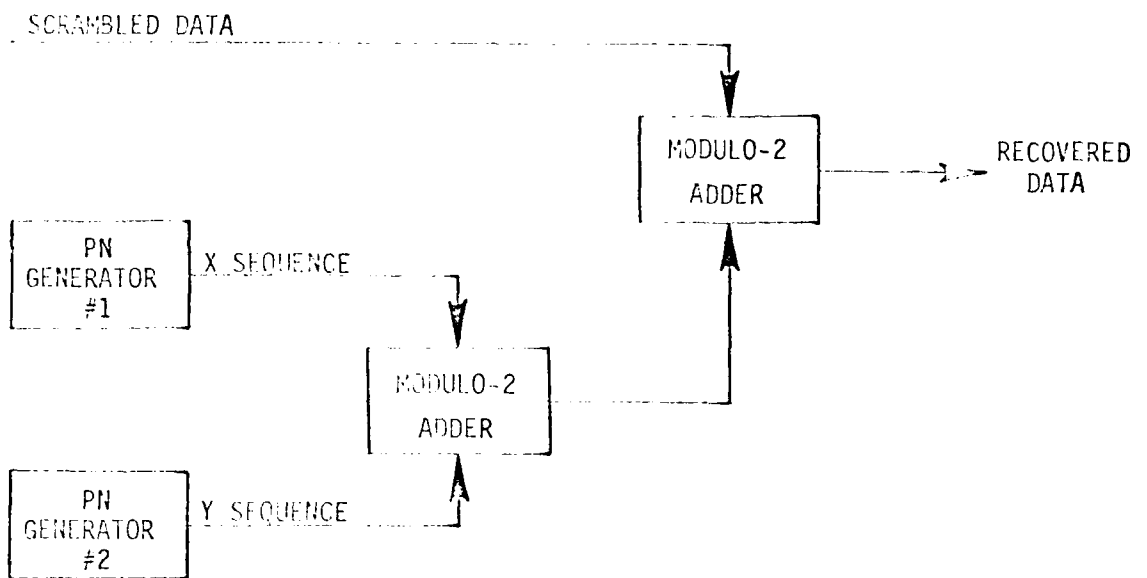 SCRAMBLED DATA
MODULO-2
ADDER
RECOVERED
DATA
PN
GENERATOR
#1
X SEQUENCE
MODULO-2
ADDER
PN
GENERATOR
#2
Y SEQUENCE